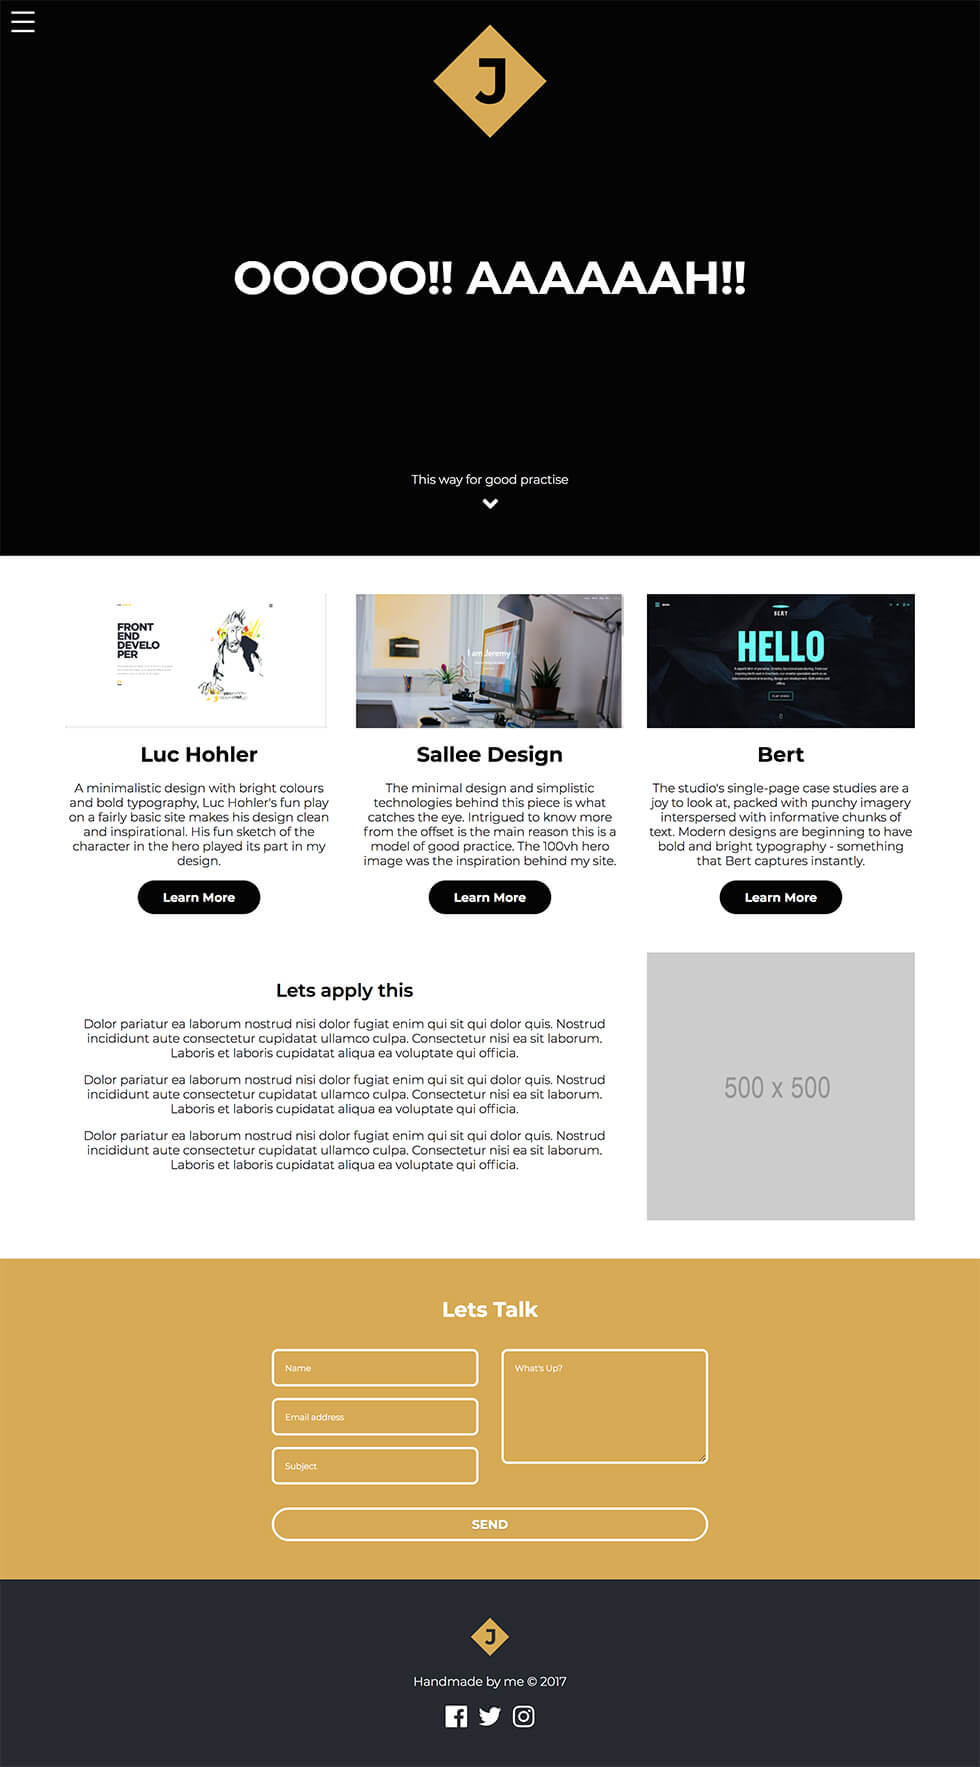 J
OOOOO!! AAAAAAH!!
This way for good practise
FRONT
END
DEVELO
PER
I am Jeremy
BERT
HELLO
Luc Hohler
A minimalistic design with bright colours
and bold typography, Luc Hohler's fun play
on a fairly basic site makes his design clean
and inspirational. His fun sketch of the
character in the hero played its part in my
design.
Learn More
Sallee Design
The minimal design and simplistic
technologies behind this piece is what
catches the eye. Intrigued to know more
from the offset is the main reason this is a
model of good practice. The 100vh hero
image was the inspiration behind my site.
Learn More
Bert
The studio's single-page case studies are a
joy to look at, packed with punchy imagery
interspersed with informative chunks of
text. Modern designs are beginning to have
bold and bright typography - something
that Bert captures instantly.
Learn More
Lets apply this
Dolor pariatur ea laborum nostrud nisi dolor fugiat enim qui sit qui dolor quis. Nostrud
incididunt aute consectetur cupidatat ullamco culpa. Consectetur nisi ea sit laborum.
Laboris et laboris cupidatat aliqua ea voluptate qui officia.
Dolor pariatur ea laborum nostrud nisi dolor fugiat enim qui sit qui dolor quis. Nostrud
incididunt aute consectetur cupidatat ullamco culpa. Consectetur nisi ea sit laborum.
Laboris et laboris cupidatat aliqua ea voluptate qui officia.
Dolor pariatur ea laborum nostrud nisi dolor fugiat enim qui sit qui dolor quis. Nostrud
incididunt aute consectetur cupidatat ullamco culpa. Consectetur nisi ea sit laborum.
Laboris et laboris cupidatat aliqua ea voluptate qui officia.
500 x 500
Lets Talk
Name
Email address
Subject
What's Up?
SEND
J
Handmade by me © 2017